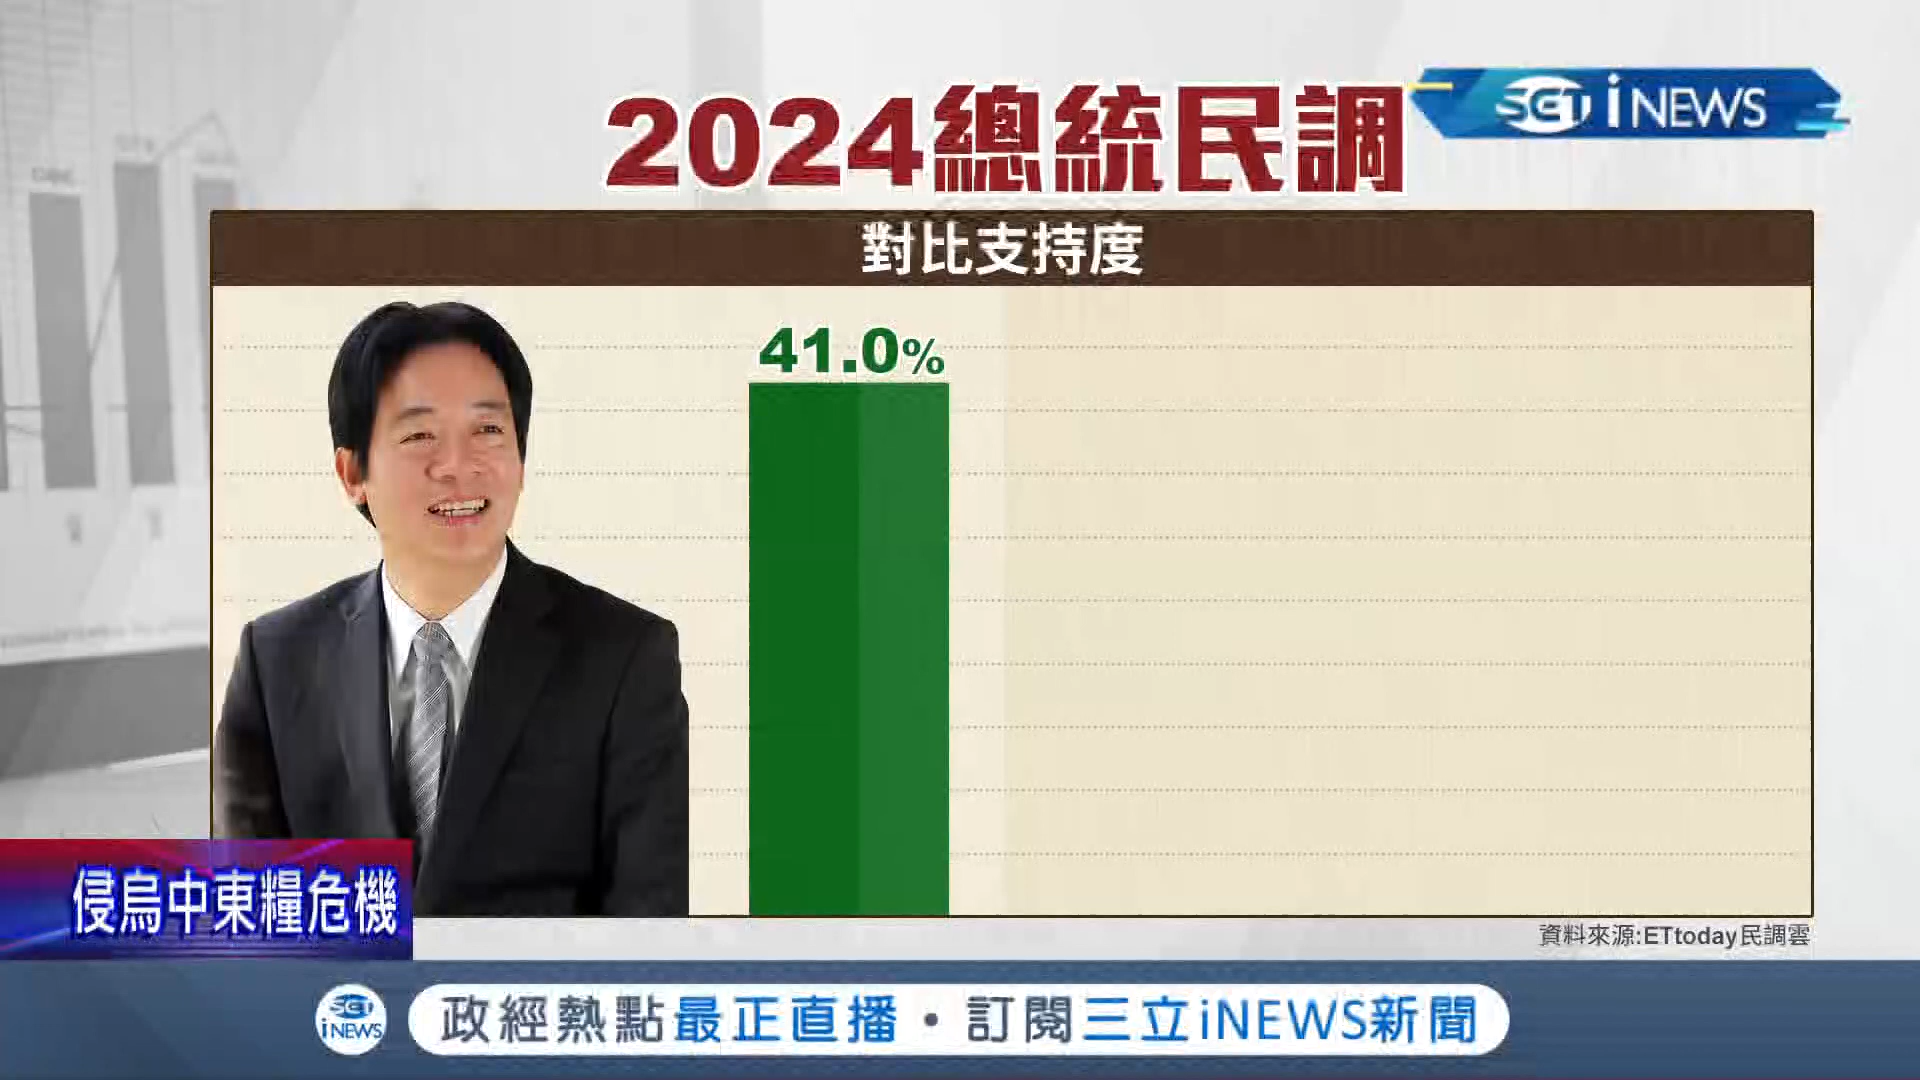 2024總統民調
SET iNEWS
對比支持度
41.0%
侵烏中東糧危機
資料來源:ETtoday民調雲
SET iNEWS
政經熱點最正直播・訂閱三立iNEWS新聞